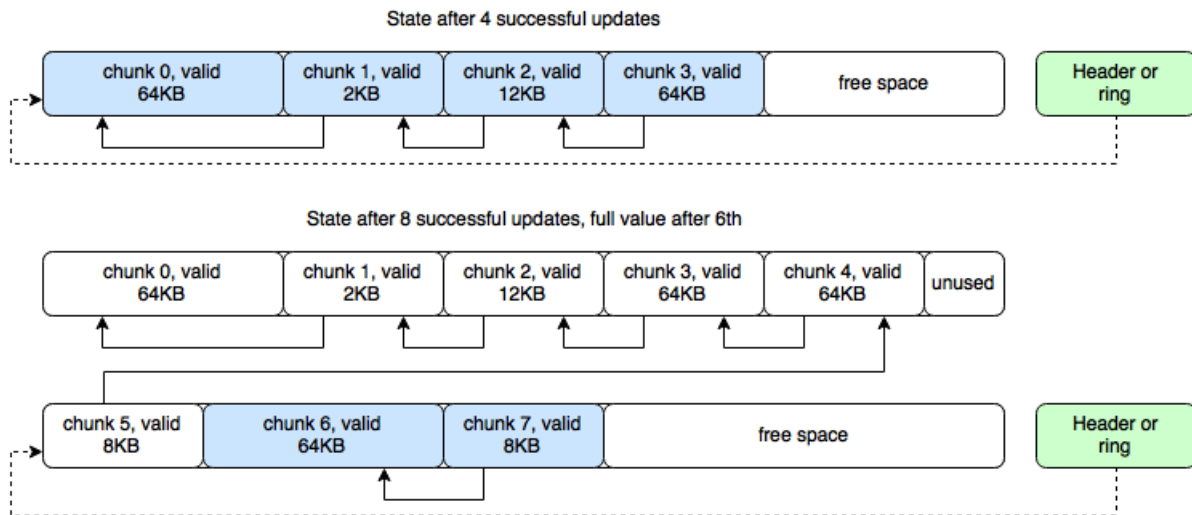 State after 4 successful updates
chunk 0, valid
64KB
chunk 1, valid
2KB
chunk 2, valid
12KB
chunk 3, valid
64KB
free space
Header or
ring
State after 8 successful updates, full value after 6th
chunk 0, valid
64KB
chunk 1, valid
2KB
chunk 2, valid
12KB
chunk 3, valid
64KB
chunk 4, valid
64KB
unused
chunk 5, valid
8KB
chunk 6, valid
64KB
chunk 7, valid
8KB
free space
Header or
ring